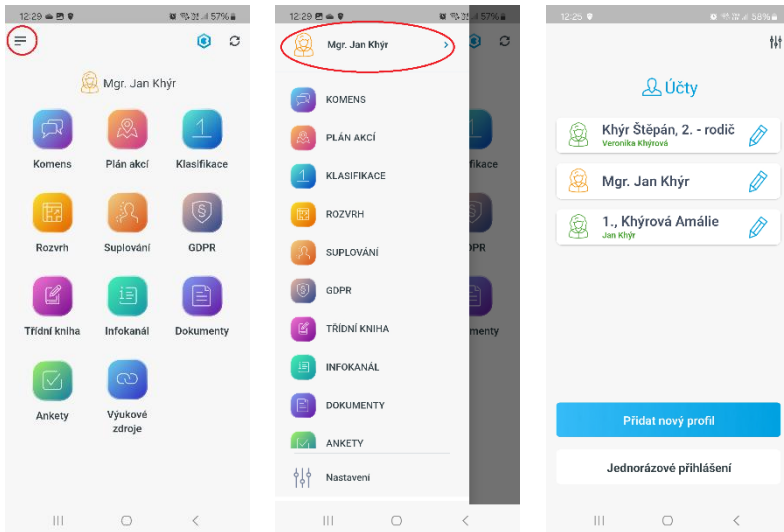 12:29
57%
Mgr. Jan Khýr
Komens
Plán akcí
Klasifikace
Rozvrh
Suplování
GDPR
Třídní kniha
Infokanál
Dokumenty
Ankety
Výukové
zdroje
12:29
57%
Mgr. Jan Khýr
KOMENS
PLÁN AKCÍ
KLASIFIKACE
fikace
ROZVRH
SUPLOVÁNÍ
DPR
GDPR
TŘÍDNÍ KNIHA
menty
INFOKANÁL
DOKUMENTY
ANKETY
Nastavení
12:25
58%
Účty
Khýr Štěpán, 2. - rodič
Veronika Khýrová
Mgr. Jan Khýr
1., Khýrová Amálie
Jan Khýr
Přidat nový profil
Jednorázové přihlášení